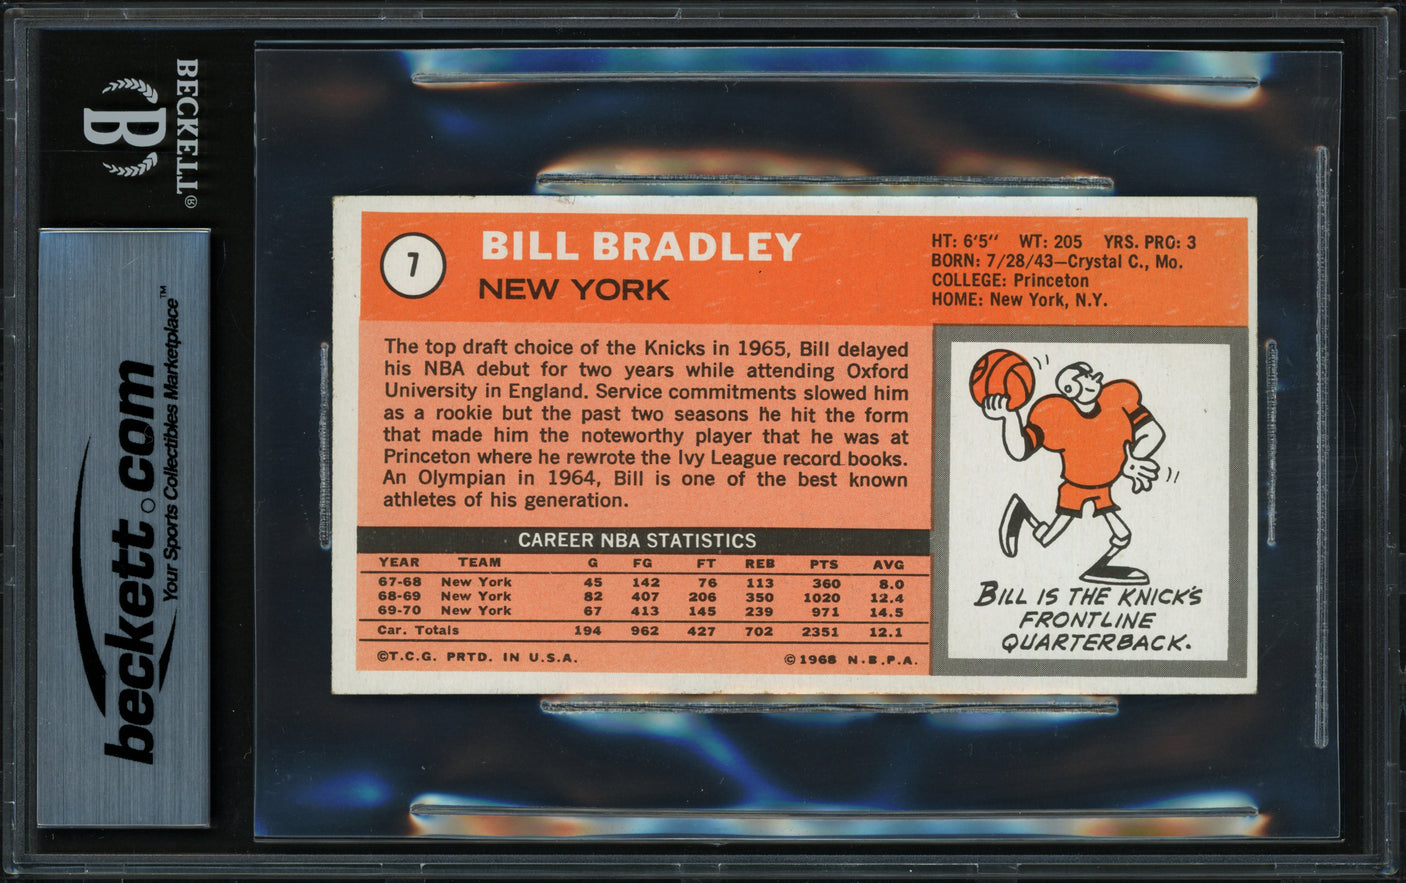 BECKETT®
B
beckett.com
Your Sports Collectibles Marketplace™
7
BILL BRADLEY
NEW YORK
HT: 6'5'' WT: 205 YRS. PRO: 3
BORN: 7/28/43—Crystal C., Mo.
COLLEGE: Princeton
HOME: New York, N.Y.
The top draft choice of the Knicks in 1965, Bill delayed
his NBA debut for two years while attending Oxford
University in England. Service commitments slowed him
as a rookie but the past two seasons he hit the form
that made him the noteworthy player that he was at
Princeton where he rewrote the Ivy League record books.
An Olympian in 1964, Bill is one of the best known
athletes of his generation.
CAREER NBA STATISTICS
YEAR TEAM G FG FT REB PTS AVG
67-68 New York 45 142 76 113 360 8.0
68-69 New York 82 407 206 350 1020 12.4
69-70 New York 67 413 145 239 971 14.5
Car. Totals 194 962 427 702 2351 12.1
©T.C.G. PRTD. IN U.S.A. ©1968 N.B.P.A.
BILL IS THE KNICK'S
FRONTLINE
QUARTERBACK.